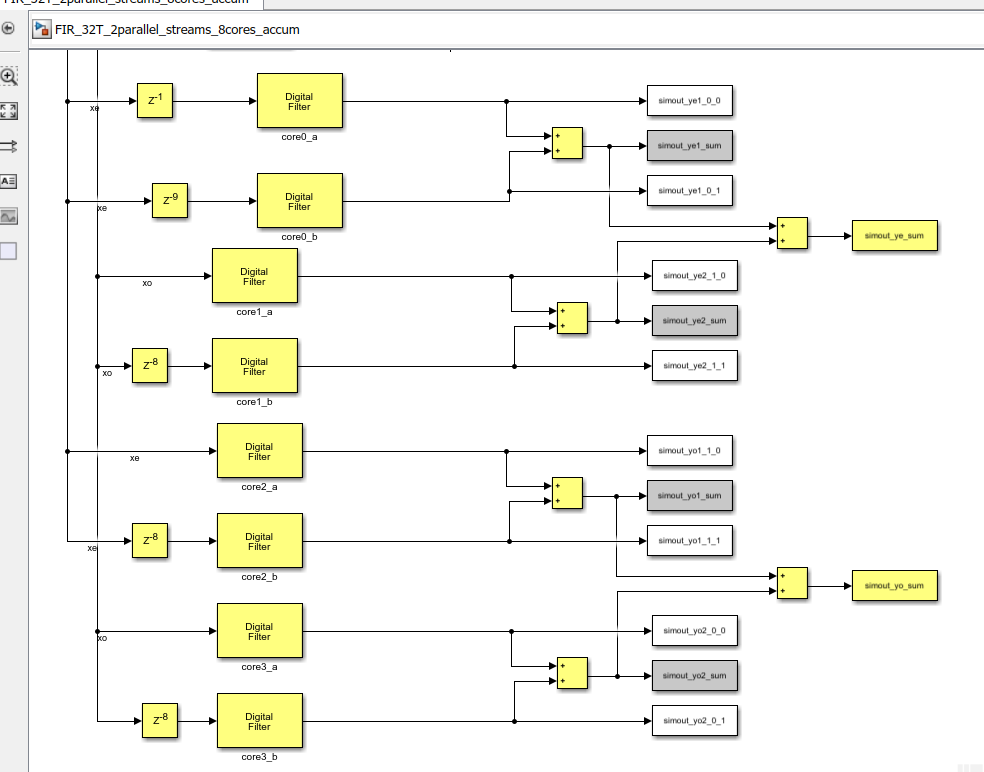 FIR_32T_2parallel_streams_8cores_accum
FIR_32T_2parallel_streams_8cores_accum
xe
Z-1
Digital
Filter
core0_a
simout_ye1_0_0
+
+
simout_ye1_sum
xe
Z-9
Digital
Filter
core0_b
simout_ye1_0_1
+
+
simout_ye_sum
xo
Digital
Filter
core1_a
simout_ye2_1_0
+
+
simout_ye2_sum
xo
Z-8
Digital
Filter
core1_b
simout_ye2_1_1
xe
Digital
Filter
core2_a
simout_yo1_1_0
+
+
simout_yo1_sum
xe
Z-8
Digital
Filter
core2_b
simout_yo1_1_1
+
+
simout_yo_sum
xo
Digital
Filter
core3_a
simout_yo2_0_0
+
+
simout_yo2_sum
Z-8
Digital
Filter
core3_b
simout_yo2_0_1